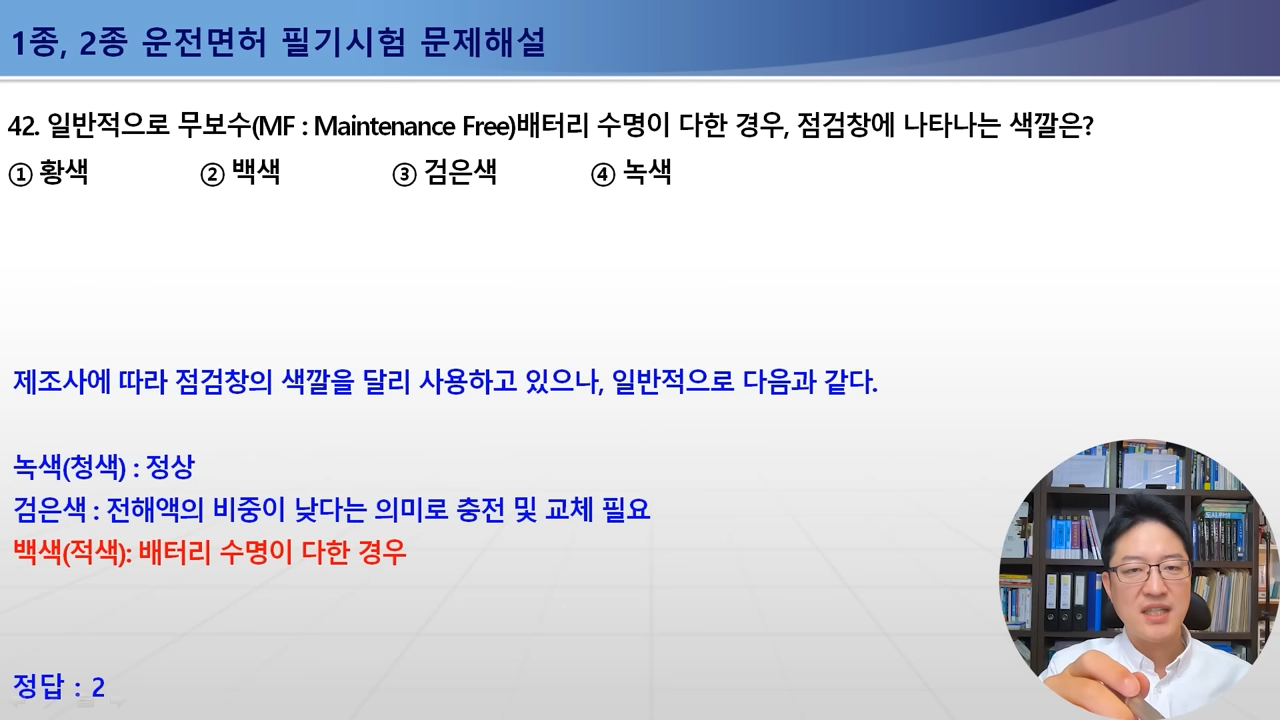 1종, 2종 운전면허 필기시험 문제해설
42. 일반적으로 무보수(MF : Maintenance Free)배터리 수명이 다한 경우, 점검창에 나타나는 색깔은?
① 황색 ② 백색 ③ 검은색 ④ 녹색
제조사에 따라 점검창의 색깔을 달리 사용하고 있으나, 일반적으로 다음과 같다.
녹색(청색) : 정상
검은색 : 전해액의 비중이 낮다는 의미로 충전 및 교체 필요
백색(적색): 배터리 수명이 다한 경우
정답 : 2